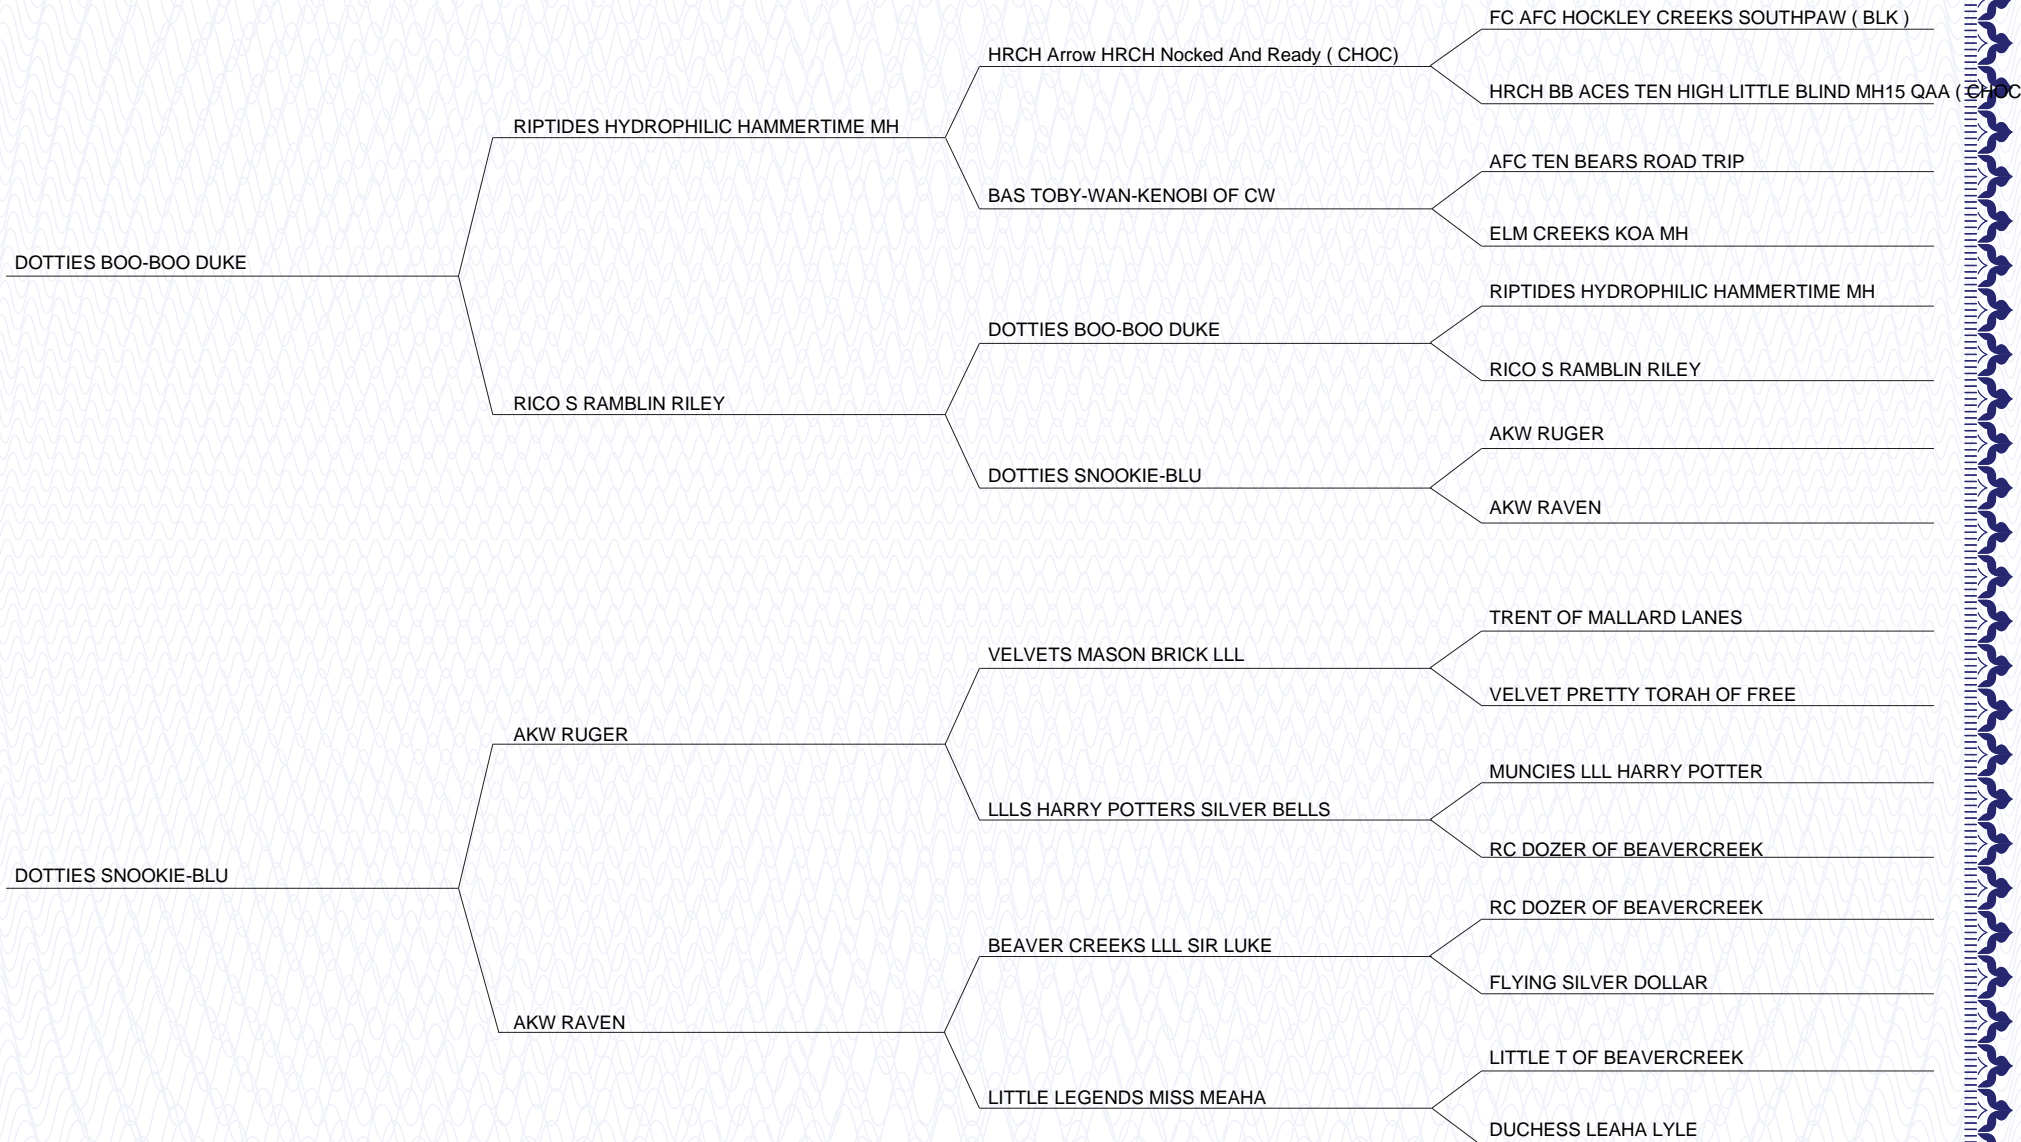 FC AFC HOCKLEY CREEKS SOUTHPAW ( BLK )
HRCH Arrow HRCH Nocked And Ready ( CHOC)
HRCH BB ACES TEN HIGH LITTLE BLIND MH15 QAA ( CHOC
RIPTIDES HYDROPHILIC HAMMERTIME MH
AFC TEN BEARS ROAD TRIP
BAS TOBY-WAN-KENOBI OF CW
ELM CREEKS KOA MH
DOTTIES BOO-BOO DUKE
RIPTIDES HYDROPHILIC HAMMERTIME MH
DOTTIES BOO-BOO DUKE
RICO S RAMBLIN RILEY
RICO S RAMBLIN RILEY
AKW RUGER
DOTTIES SNOOKIE-BLU
AKW RAVEN
TRENT OF MALLARD LANES
VELVETS MASON BRICK LLL
VELVET PRETTY TORAH OF FREE
AKW RUGER
MUNCIES LLL HARRY POTTER
LLLS HARRY POTTERS SILVER BELLS
RC DOZER OF BEAVERCREEK
DOTTIES SNOOKIE-BLU
RC DOZER OF BEAVERCREEK
BEAVER CREEKS LLL SIR LUKE
FLYING SILVER DOLLAR
AKW RAVEN
LITTLE T OF BEAVERCREEK
LITTLE LEGENDS MISS MEAHA
DUCHESS LEAHA LYLE